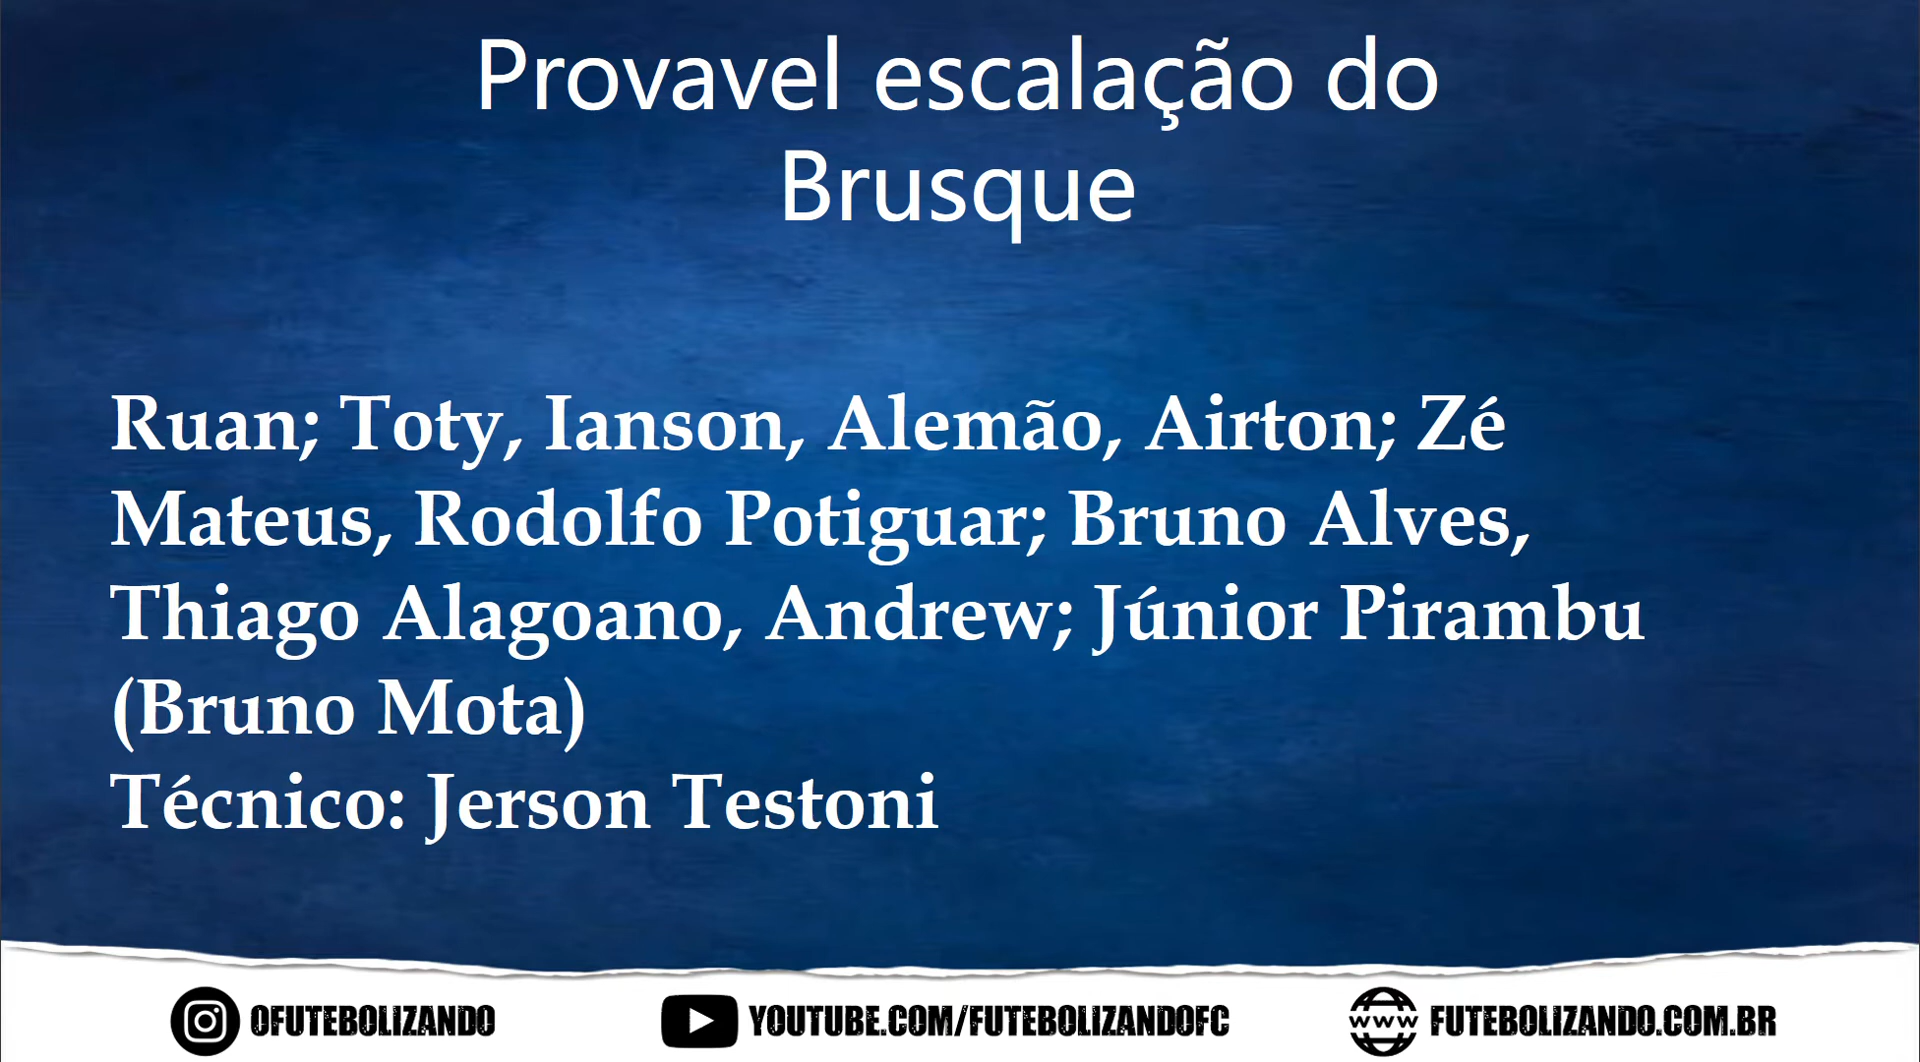 Provavel escalação do
Brusque
Ruan; Toty, Ianson, Alemão, Airton; Zé
Mateus, Rodolfo Potiguar; Bruno Alves,
Thiago Alagoano, Andrew; Júnior Pirambu
(Bruno Mota)
Técnico: Jerson Testoni
OFUTEBOLIZANDO
YOUTUBE.COM/FUTEBOLIZANDOFC
WWW
FUTEBOLIZANDO.COM.BR